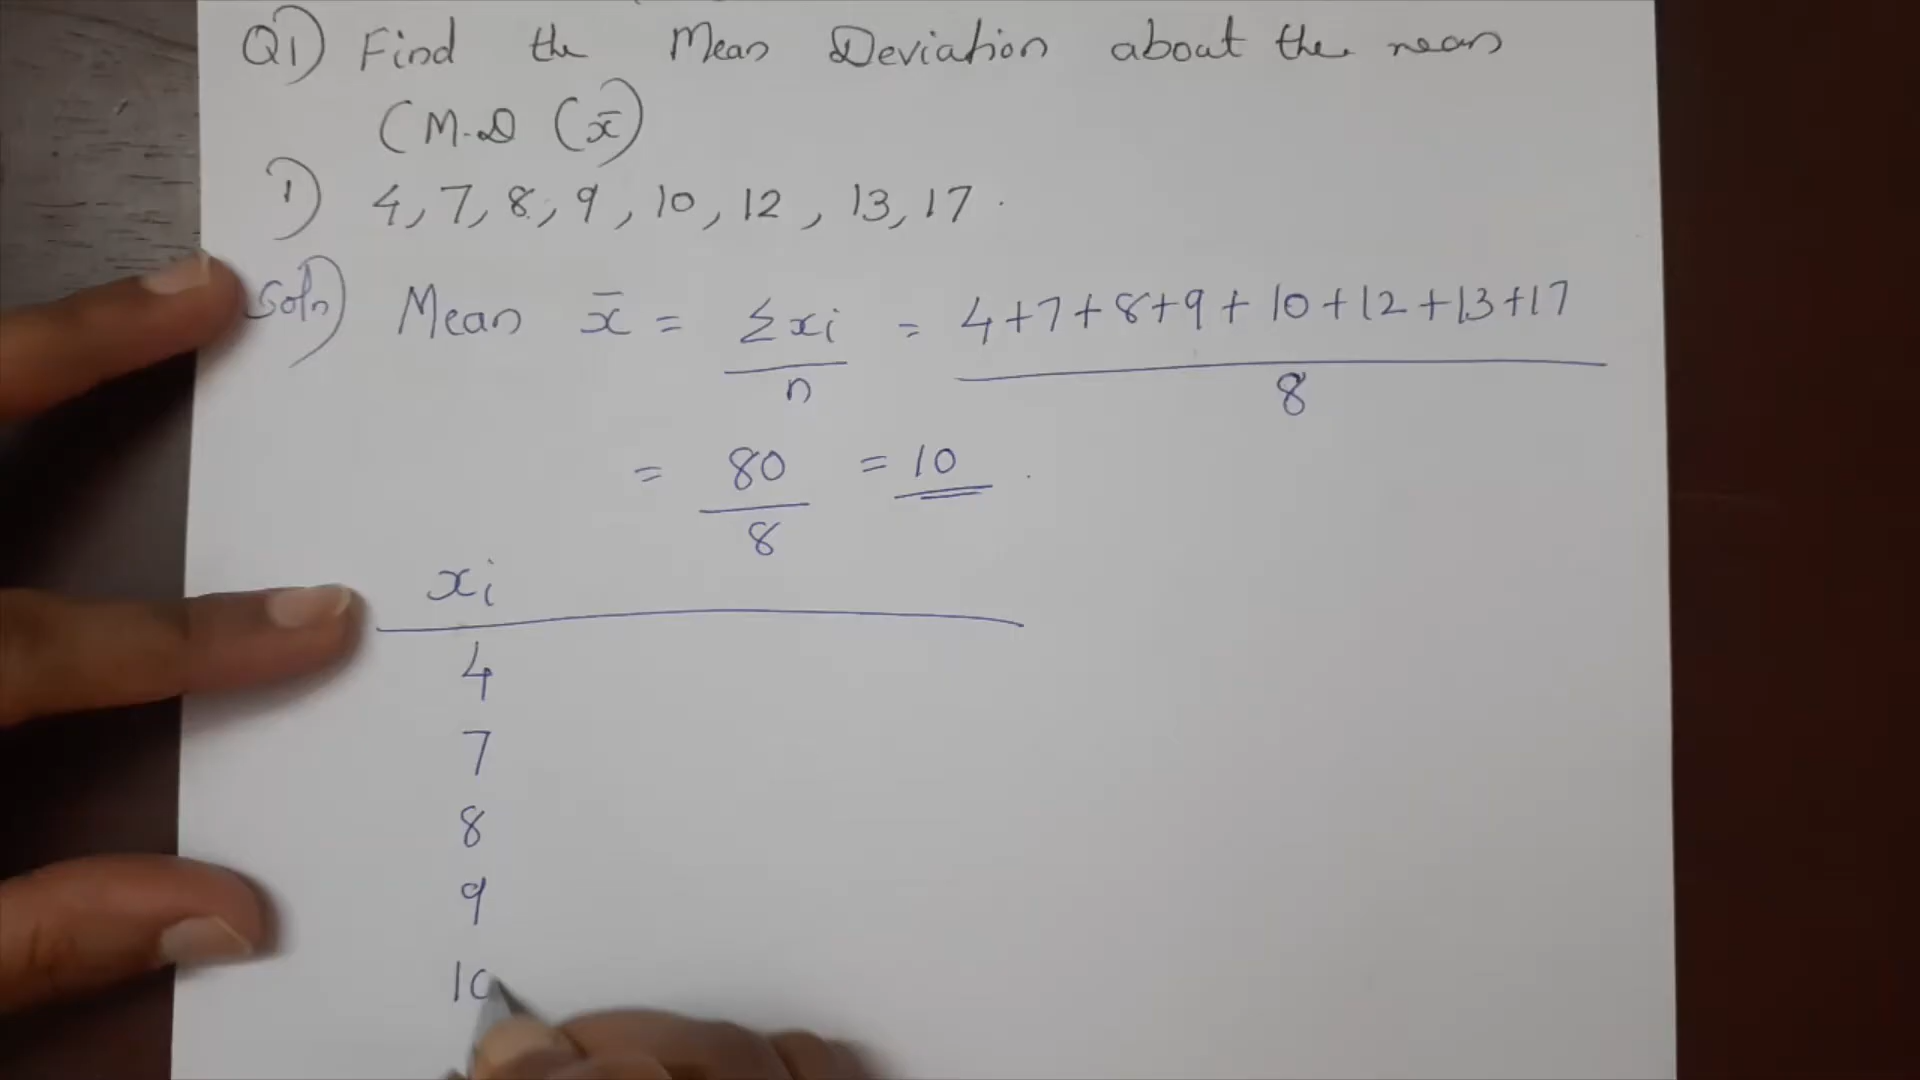 Q1) Find the Mean Deviation about the mean
(M.D (x̄)
1) 4, 7, 8, 9, 10, 12, 13, 17.
Soln) Mean x̄ = Σxi/n = 4+7+8+9+10+12+13+17/8
= 80/8 = 10
xi
4
7
8
9
10